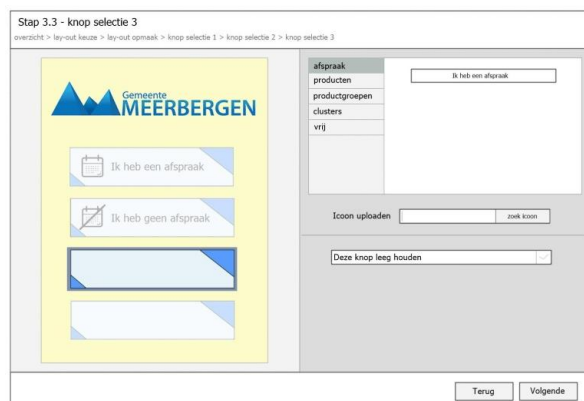 Stap 3.3 - knop selectie 3
overzicht > lay-out keuze > lay-out opmaak > knop selectie 1 > knop selectie 2 > knop selectie 3
Gemeente
MEERBERGEN
Ik heb een afspraak
Ik heb geen afspraak
afspraak
producten
productgroepen
clusters
vrij
Ik heb een afspraak
Icoon uploaden
zoek icoon
Deze knop leeg houden
Terug
Volgende